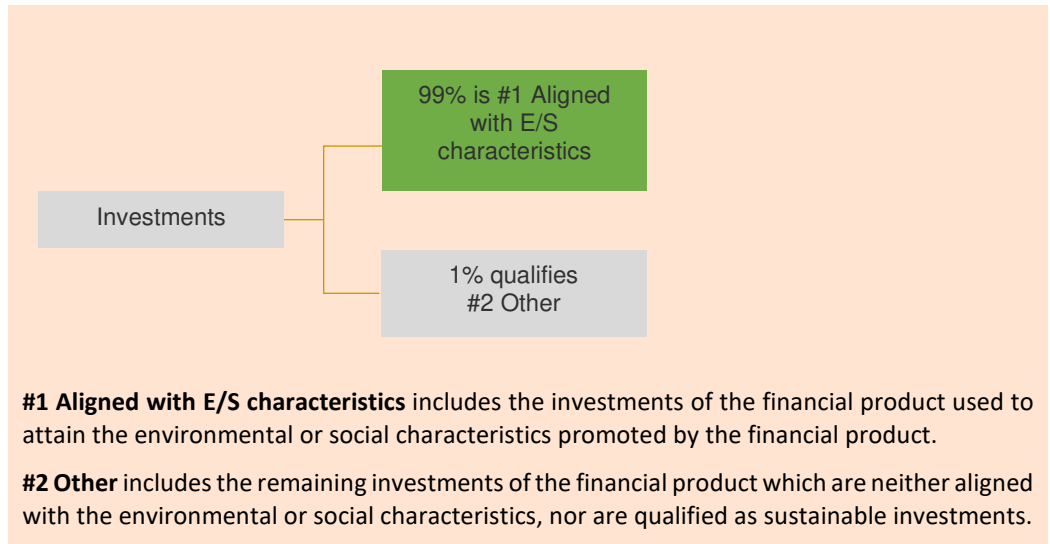 99% is #1 Aligned
with E/S
characteristics
Investments
1% qualifies
#2 Other
#1 Aligned with E/S characteristics includes the investments of the financial product used to
attain the environmental or social characteristics promoted by the financial product.
#2 Other includes the remaining investments of the financial product which are neither aligned
with the environmental or social characteristics, nor are qualified as sustainable investments.